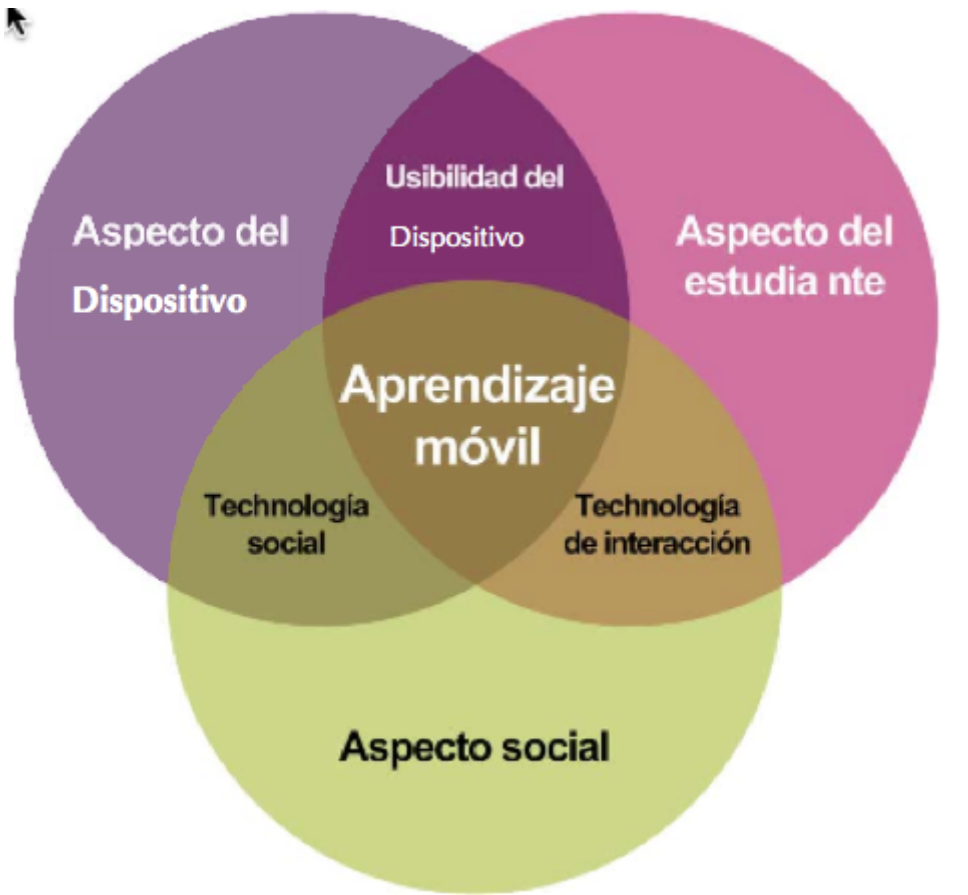 Usibilidad del
Dispositivo
Aspecto del
Dispositivo
Aspecto del
estudia nte
Aprendizaje
móvil
Technología
social
Technología
de interacción
Aspecto social